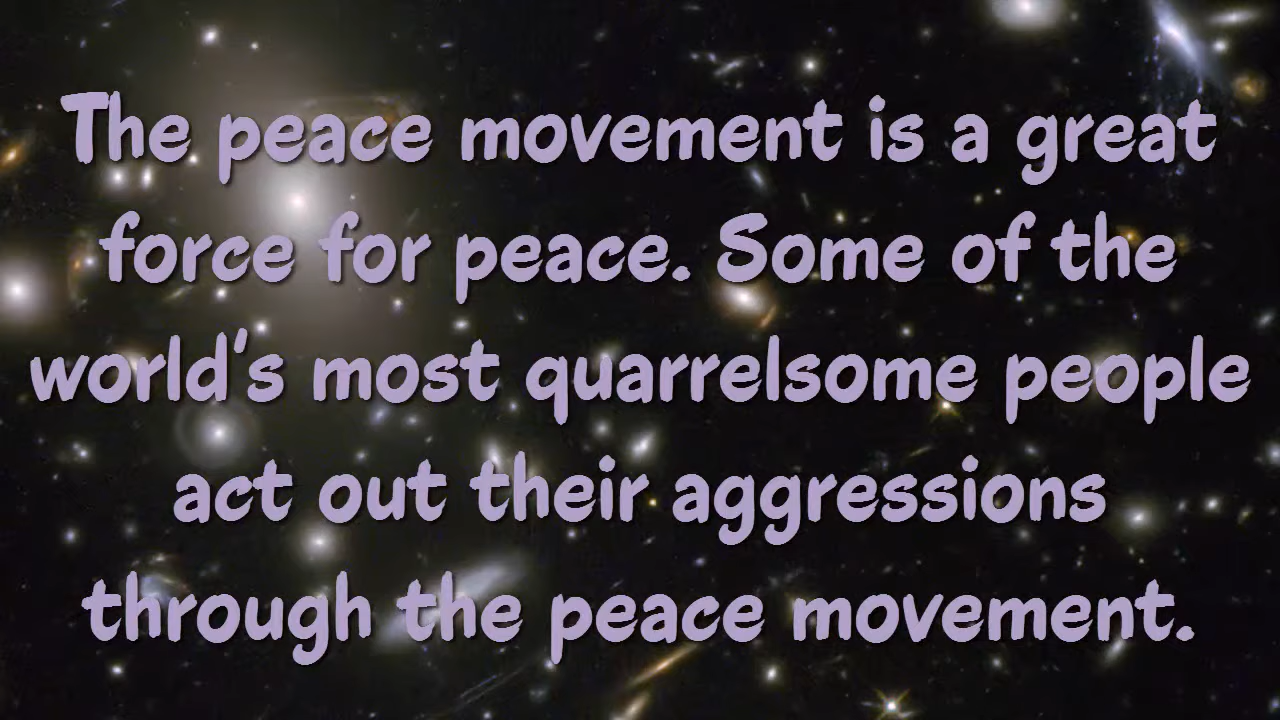 The peace movement is a great
force for peace. Some of the
world's most quarrelsome people
act out their aggressions
through the peace movement.